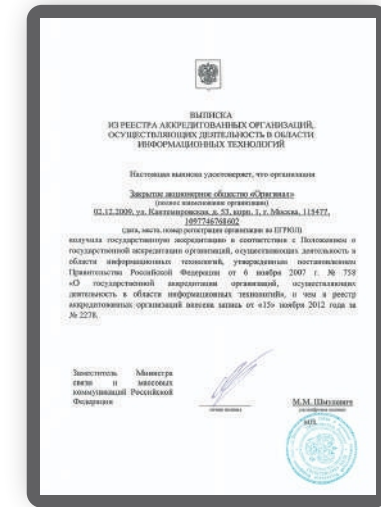 ВЫПИСКА
ИЗ РЕЕСТРА АККРЕДИТОВАННЫХ ОРГАНИЗАЦИЙ,
ОСУЩЕСТВЛЯЮЩИХ ДЕЯТЕЛЬНОСТЬ В ОБЛАСТИ
ИНФОРМАЦИОННЫХ ТЕХНОЛОГИЙ
Настоящая выписка удостоверяет, что организация
Закрытое акционерное общество «Оригинал»
(полное наименование организации)
02.12.2009, ул. Кантемировская, д. 53, корп. 1, г. Москва, 115477,
1097746768602
(дата, место, номер регистрации организации по ЕГРЮЛ)
получила государственную аккредитацию в соответствии с Положением о
государственной аккредитации организаций, осуществляющих деятельность в
области информационных технологий, утвержденным постановлением
Правительства Российской Федерации от 6 ноября 2007 г. № 758
«О государственной аккредитации организаций, осуществляющих
деятельность в области информационных технологий», о чем в реестр
аккредитованных организаций внесена запись от «15» ноября 2012 года за
№ 2278.
Заместитель Министра
связи и массовых
коммуникаций Российской
Федерации
М.М. Шмулевич
М.П.